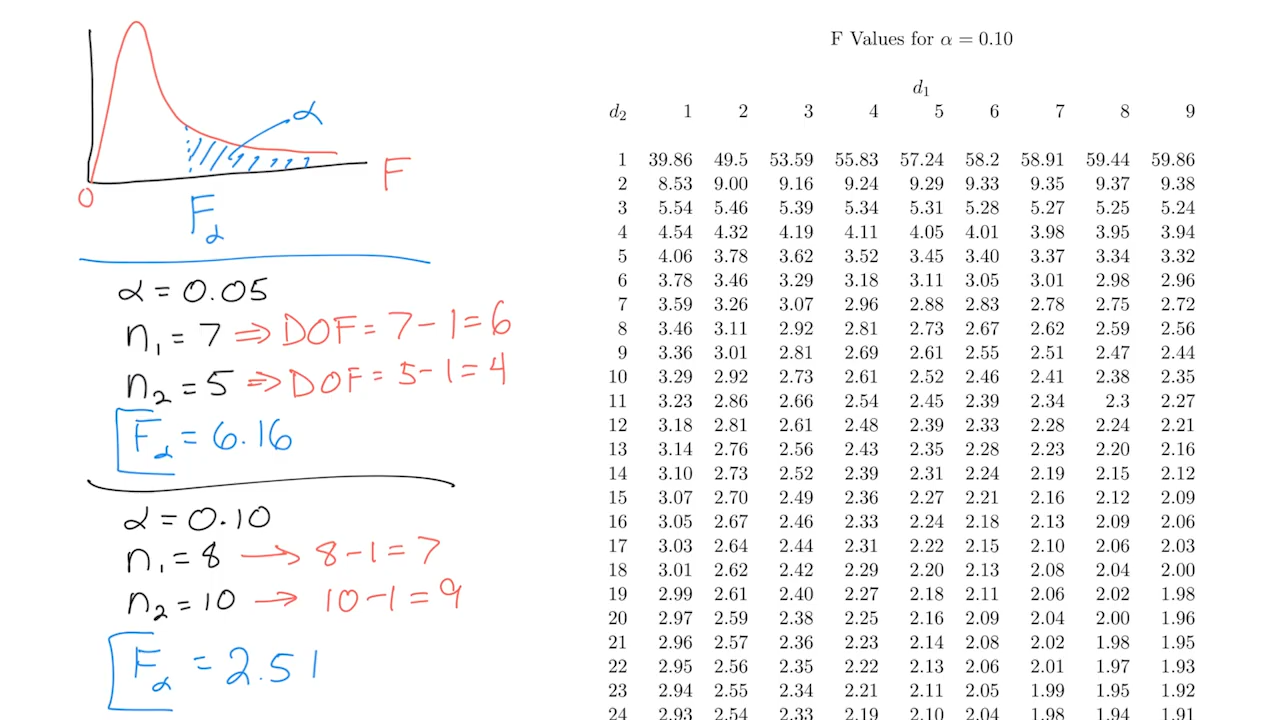 α
F
0
F α
α = 0.05
n₁ = 7 ⇒ DOF = 7 - 1 = 6
n₂ = 5 ⇒ DOF = 5 - 1 = 4
F α = 6.16
α = 0.10
n₁ = 8 → 8 - 1 = 7
n₂ = 10 → 10 - 1 = 9
F α = 2.51
F Values for α = 0.10
d₁
d₂ 1 2 3 4 5 6 7 8 9
1 39.86 49.5 53.59 55.83 57.24 58.2 58.91 59.44 59.86
2 8.53 9.00 9.16 9.24 9.29 9.33 9.35 9.37 9.38
3 5.54 5.46 5.39 5.34 5.31 5.28 5.27 5.25 5.24
4 4.54 4.32 4.19 4.11 4.05 4.01 3.98 3.95 3.94
5 4.06 3.78 3.62 3.52 3.45 3.40 3.37 3.34 3.32
6 3.78 3.46 3.29 3.18 3.11 3.05 3.01 2.98 2.96
7 3.59 3.26 3.07 2.96 2.88 2.83 2.78 2.75 2.72
8 3.46 3.11 2.92 2.81 2.73 2.67 2.62 2.59 2.56
9 3.36 3.01 2.81 2.69 2.61 2.55 2.51 2.47 2.44
10 3.29 2.92 2.73 2.61 2.52 2.46 2.41 2.38 2.35
11 3.23 2.86 2.66 2.54 2.45 2.39 2.34 2.3 2.27
12 3.18 2.81 2.61 2.48 2.39 2.33 2.28 2.24 2.21
13 3.14 2.76 2.56 2.43 2.35 2.28 2.23 2.20 2.16
14 3.10 2.73 2.52 2.39 2.31 2.24 2.19 2.15 2.12
15 3.07 2.70 2.49 2.36 2.27 2.21 2.16 2.12 2.09
16 3.05 2.67 2.46 2.33 2.24 2.18 2.13 2.09 2.06
17 3.03 2.64 2.44 2.31 2.22 2.15 2.10 2.06 2.03
18 3.01 2.62 2.42 2.29 2.20 2.13 2.08 2.04 2.00
19 2.99 2.61 2.40 2.27 2.18 2.11 2.06 2.02 1.98
20 2.97 2.59 2.38 2.25 2.16 2.09 2.04 2.00 1.96
21 2.96 2.57 2.36 2.23 2.14 2.08 2.02 1.98 1.95
22 2.95 2.56 2.35 2.22 2.13 2.06 2.01 1.97 1.93
23 2.94 2.55 2.34 2.21 2.11 2.05 1.99 1.95 1.92
24 2.93 2.54 2.33 2.19 2.10 2.04 1.98 1.94 1.91